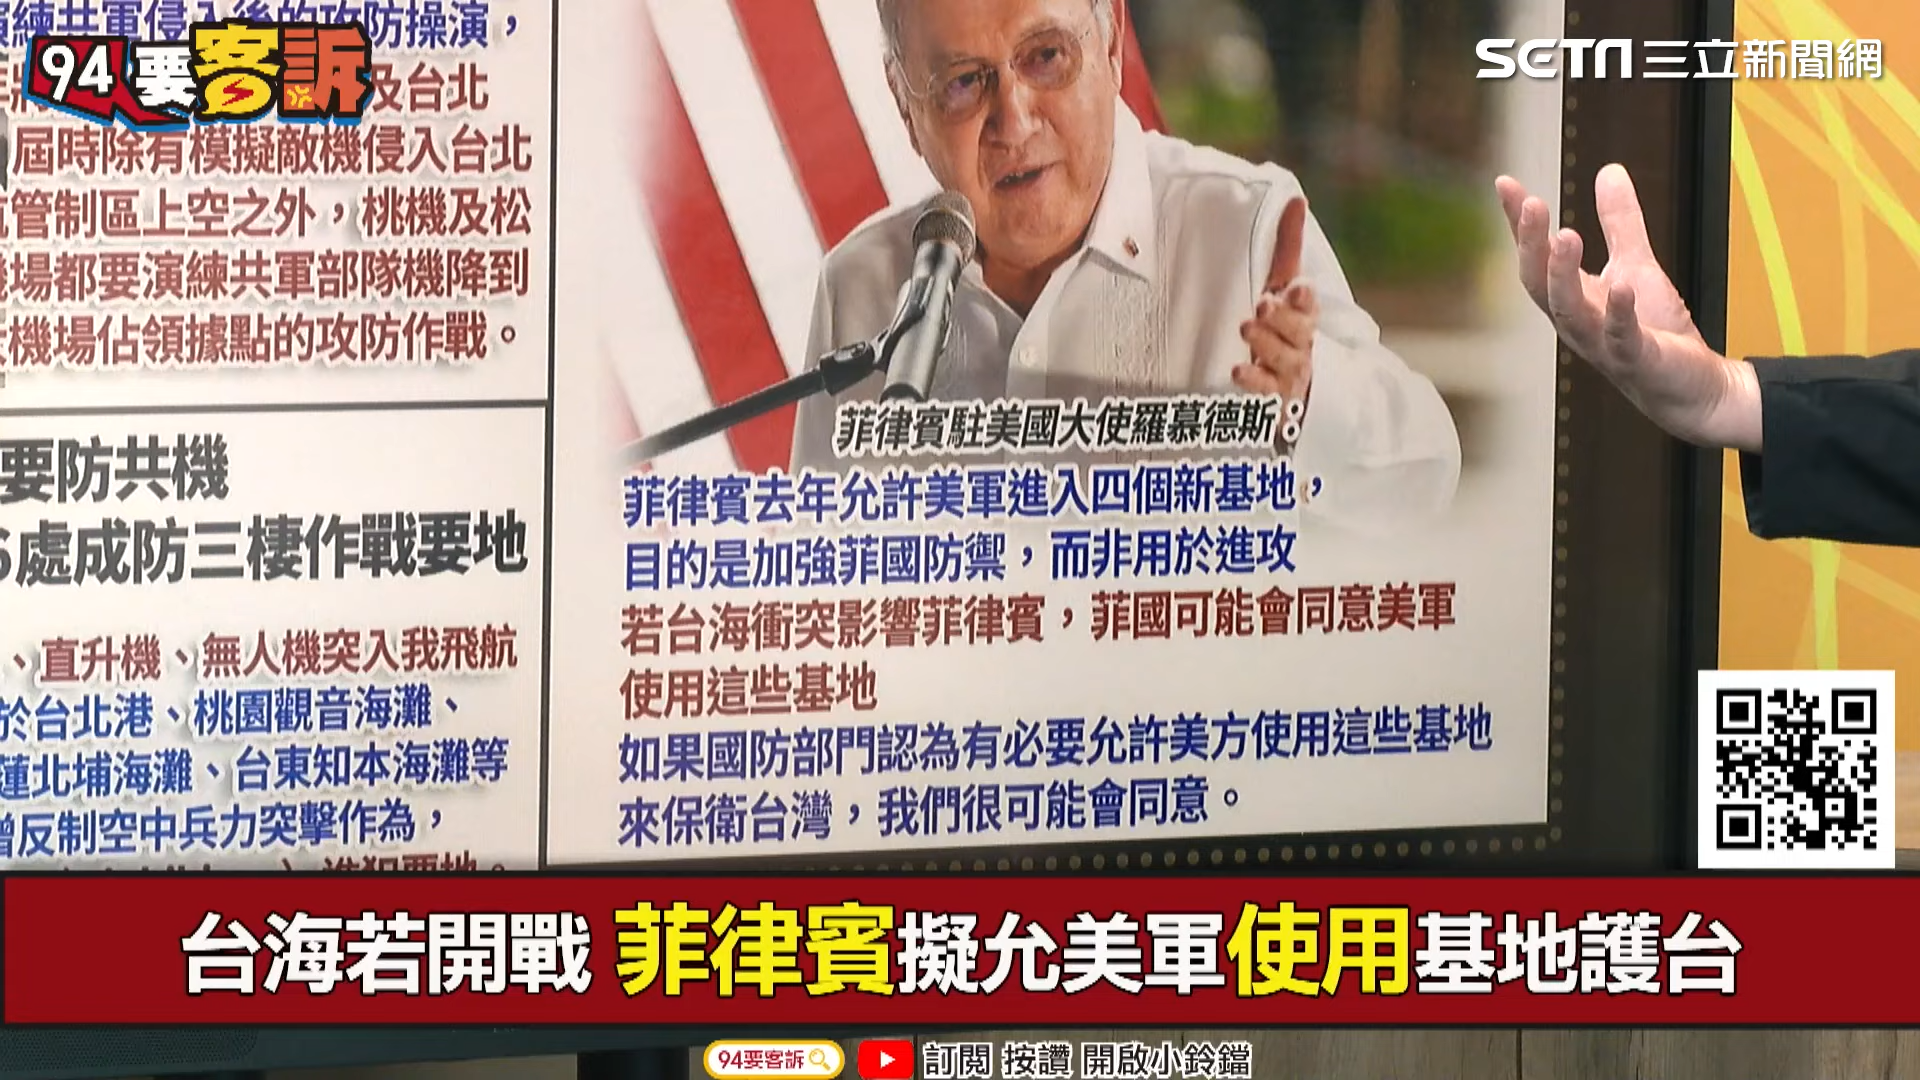 94要客訴
SETN三立新聞網
演練共軍侵入後的攻防操演，
及台北
屆時除有模擬敵機侵入台北
管制區上空之外，桃機及松
機場都要演練共軍部隊機降到
機場佔領據點的攻防作戰。
要防共機
6處成防三棲作戰要地
、直升機、無人機突入我飛航
於台北港、桃園觀音海灘、
蓮北埔海灘、台東知本海灘等
增反制空中兵力突擊作為，
菲律賓駐美國大使羅慕德斯：
菲律賓去年允許美軍進入四個新基地，
目的是加強菲國防禦，而非用於進攻
若台海衝突影響菲律賓，菲國可能會同意美軍
使用這些基地
如果國防部門認為有必要允許美方使用這些基地
來保衛台灣，我們很可能會同意。
台海若開戰 菲律賓擬允美軍使用基地護台
94要客訴
訂閱 按讚 開啟小鈴鐺